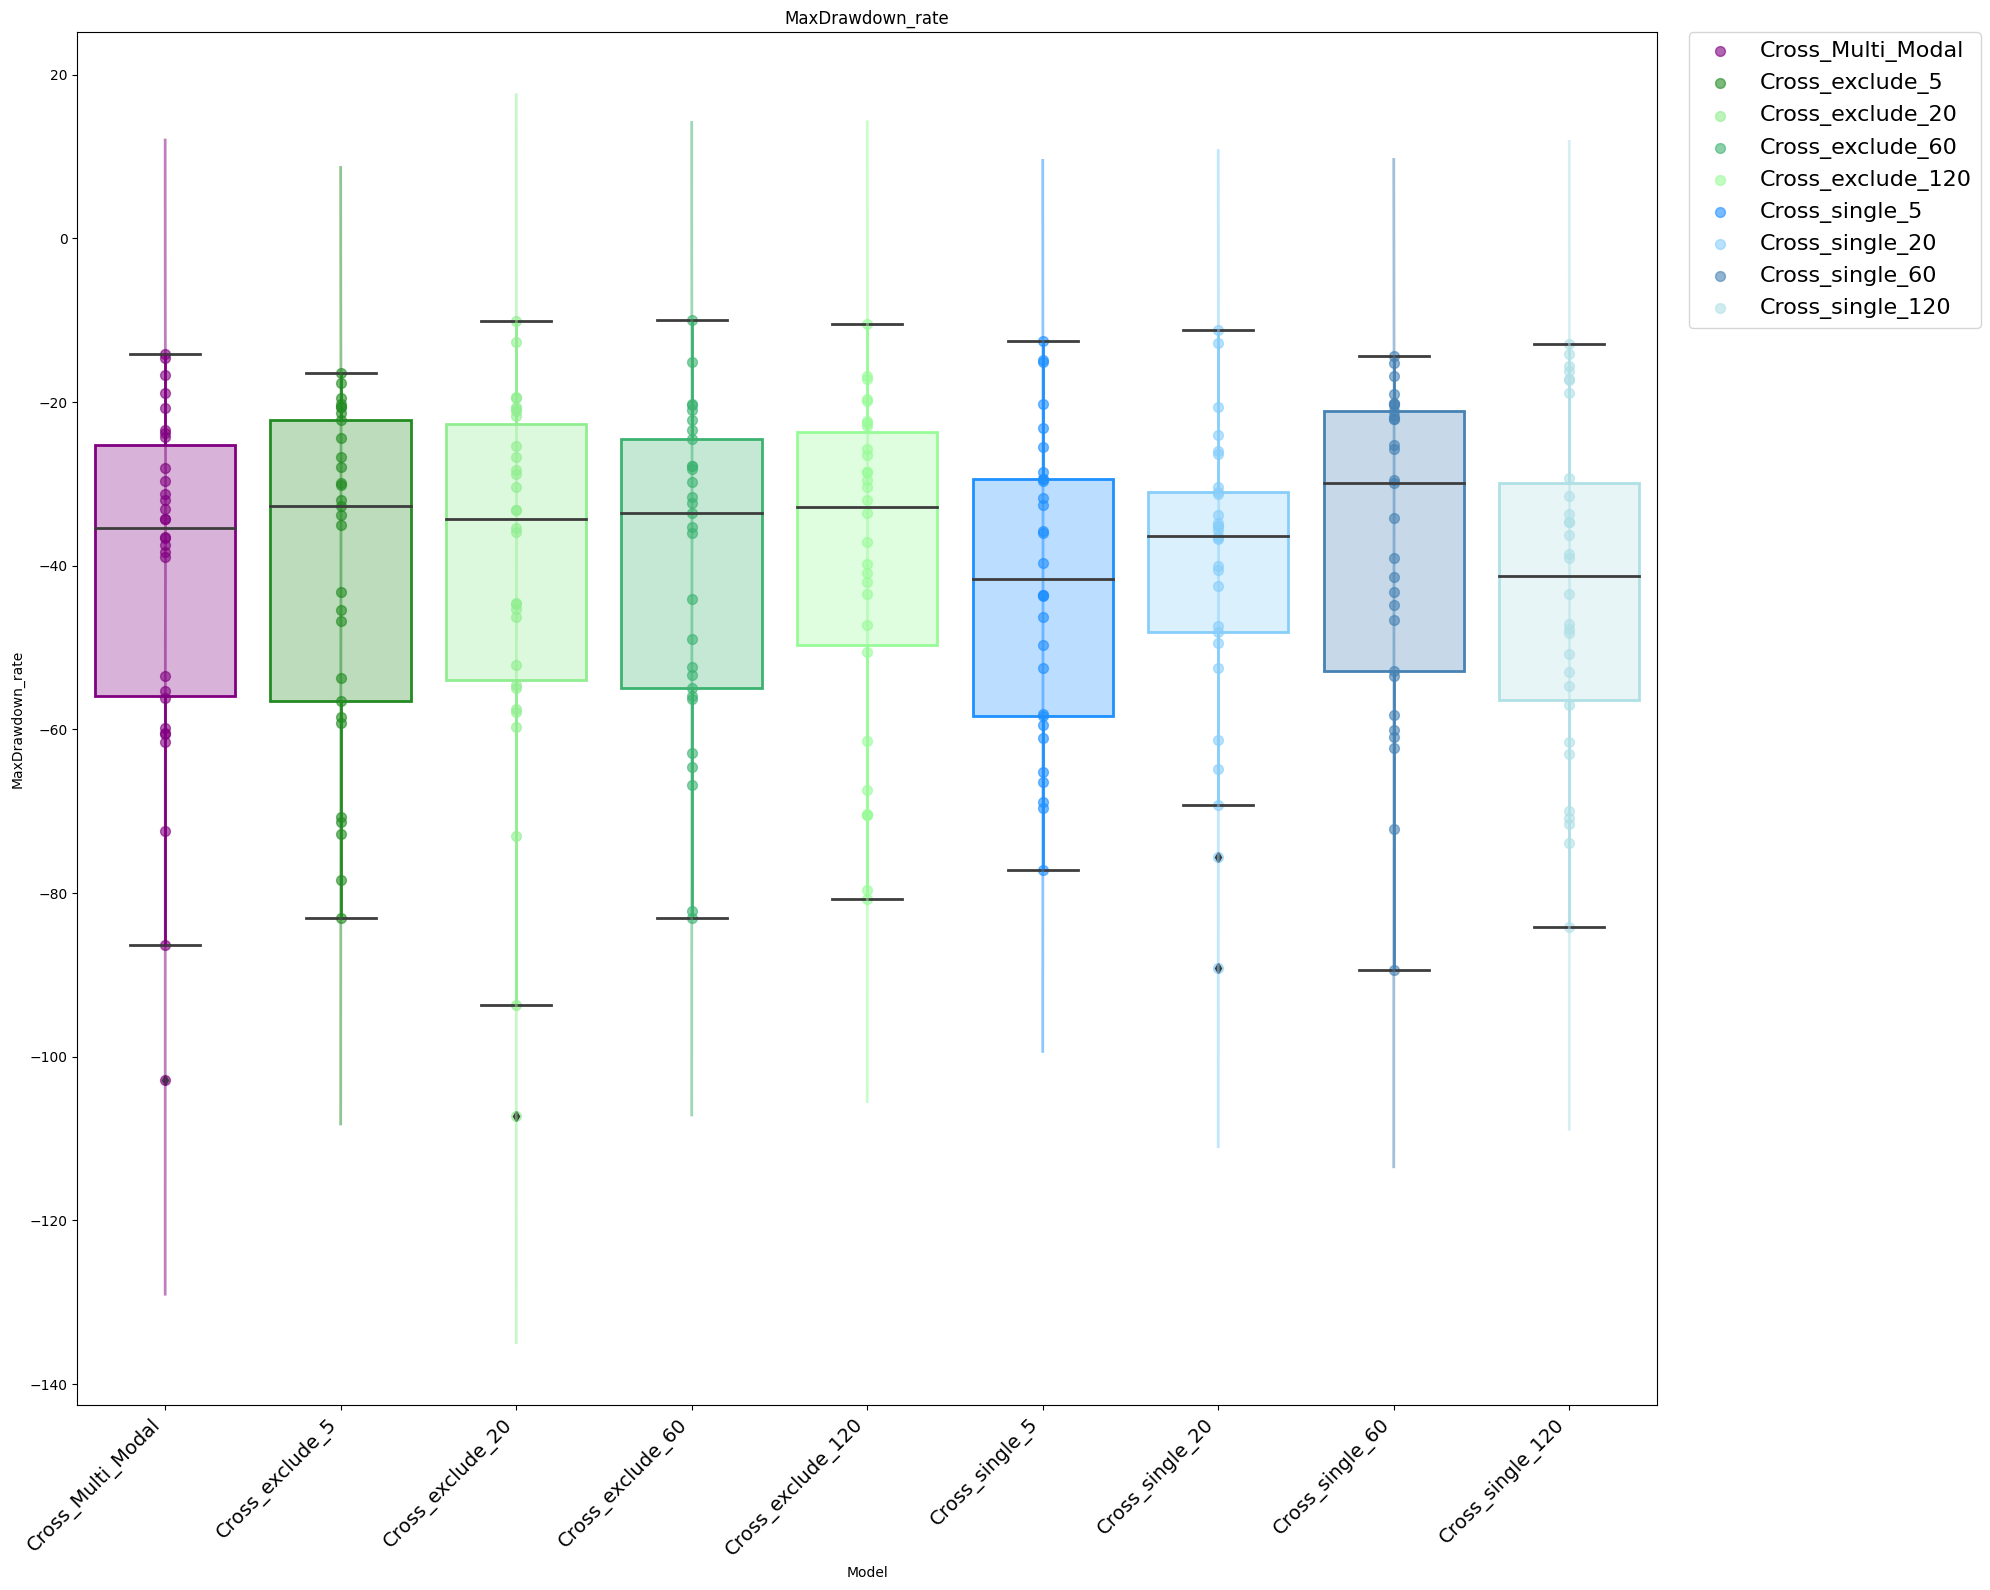 MaxDrawdown_rate
20
0
−20
−40
−60
−80
−100
−120
−140
MaxDrawdown_rate
Cross_Multi_Modal
Cross_exclude_5
Cross_exclude_20
Cross_exclude_60
Cross_exclude_120
Cross_single_5
Cross_single_20
Cross_single_60
Cross_single_120
Model
Cross_Multi_Modal
Cross_exclude_5
Cross_exclude_20
Cross_exclude_60
Cross_exclude_120
Cross_single_5
Cross_single_20
Cross_single_60
Cross_single_120